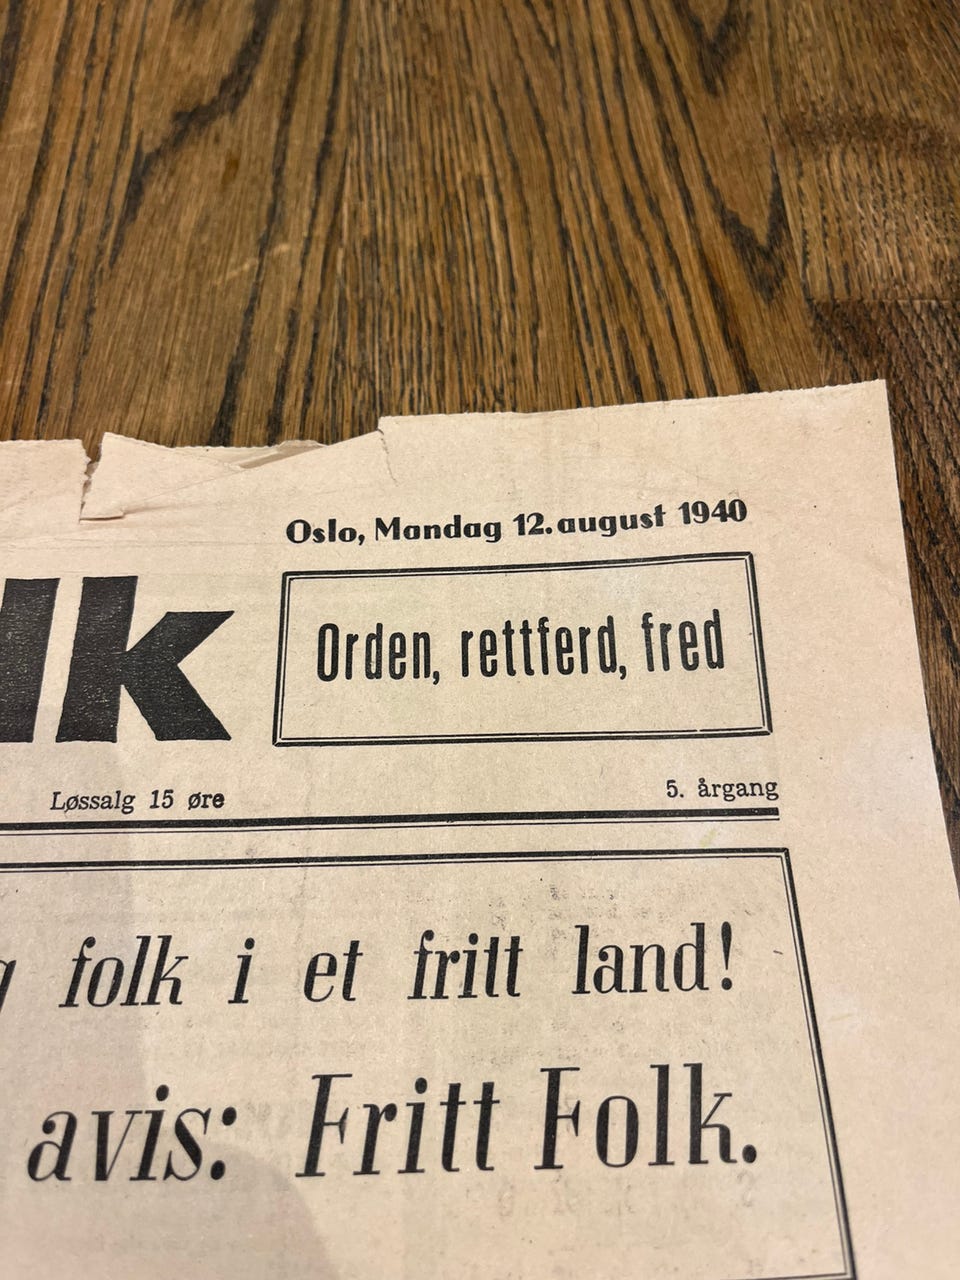 Oslo, Mandag 12. august 1940
lk
Orden, rettferd, fred
Løssalg 15 øre
5. årgang
folk i et fritt land!
avis: Fritt Folk.